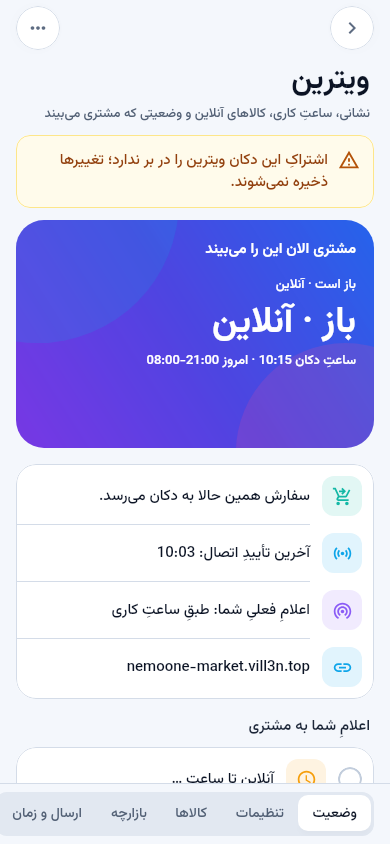 ویترین
نشانی، ساعتِ کاری، کالاهای آنلاین و وضعیتی که مشتری می‌بیند
اشتراکِ این دکان ویترین را در بر ندارد؛ تغییرها
ذخیره نمی‌شوند.
مشتری الان این را می‌بیند
باز است · آنلاین
باز · آنلاین
ساعتِ دکان 10:15 · امروز 21:00–08:00
سفارش همین حالا به دکان می‌رسد.
آخرین تأییدِ اتصال: 10:03
اعلامِ فعلیِ شما: طبقِ ساعتِ کاری
nemoone-market.vill3n.top
اعلامِ شما به مشتری
آنلاین تا ساعتِ …
وضعیت
تنظیمات
کالاها
بازارچه
ارسال و زمان